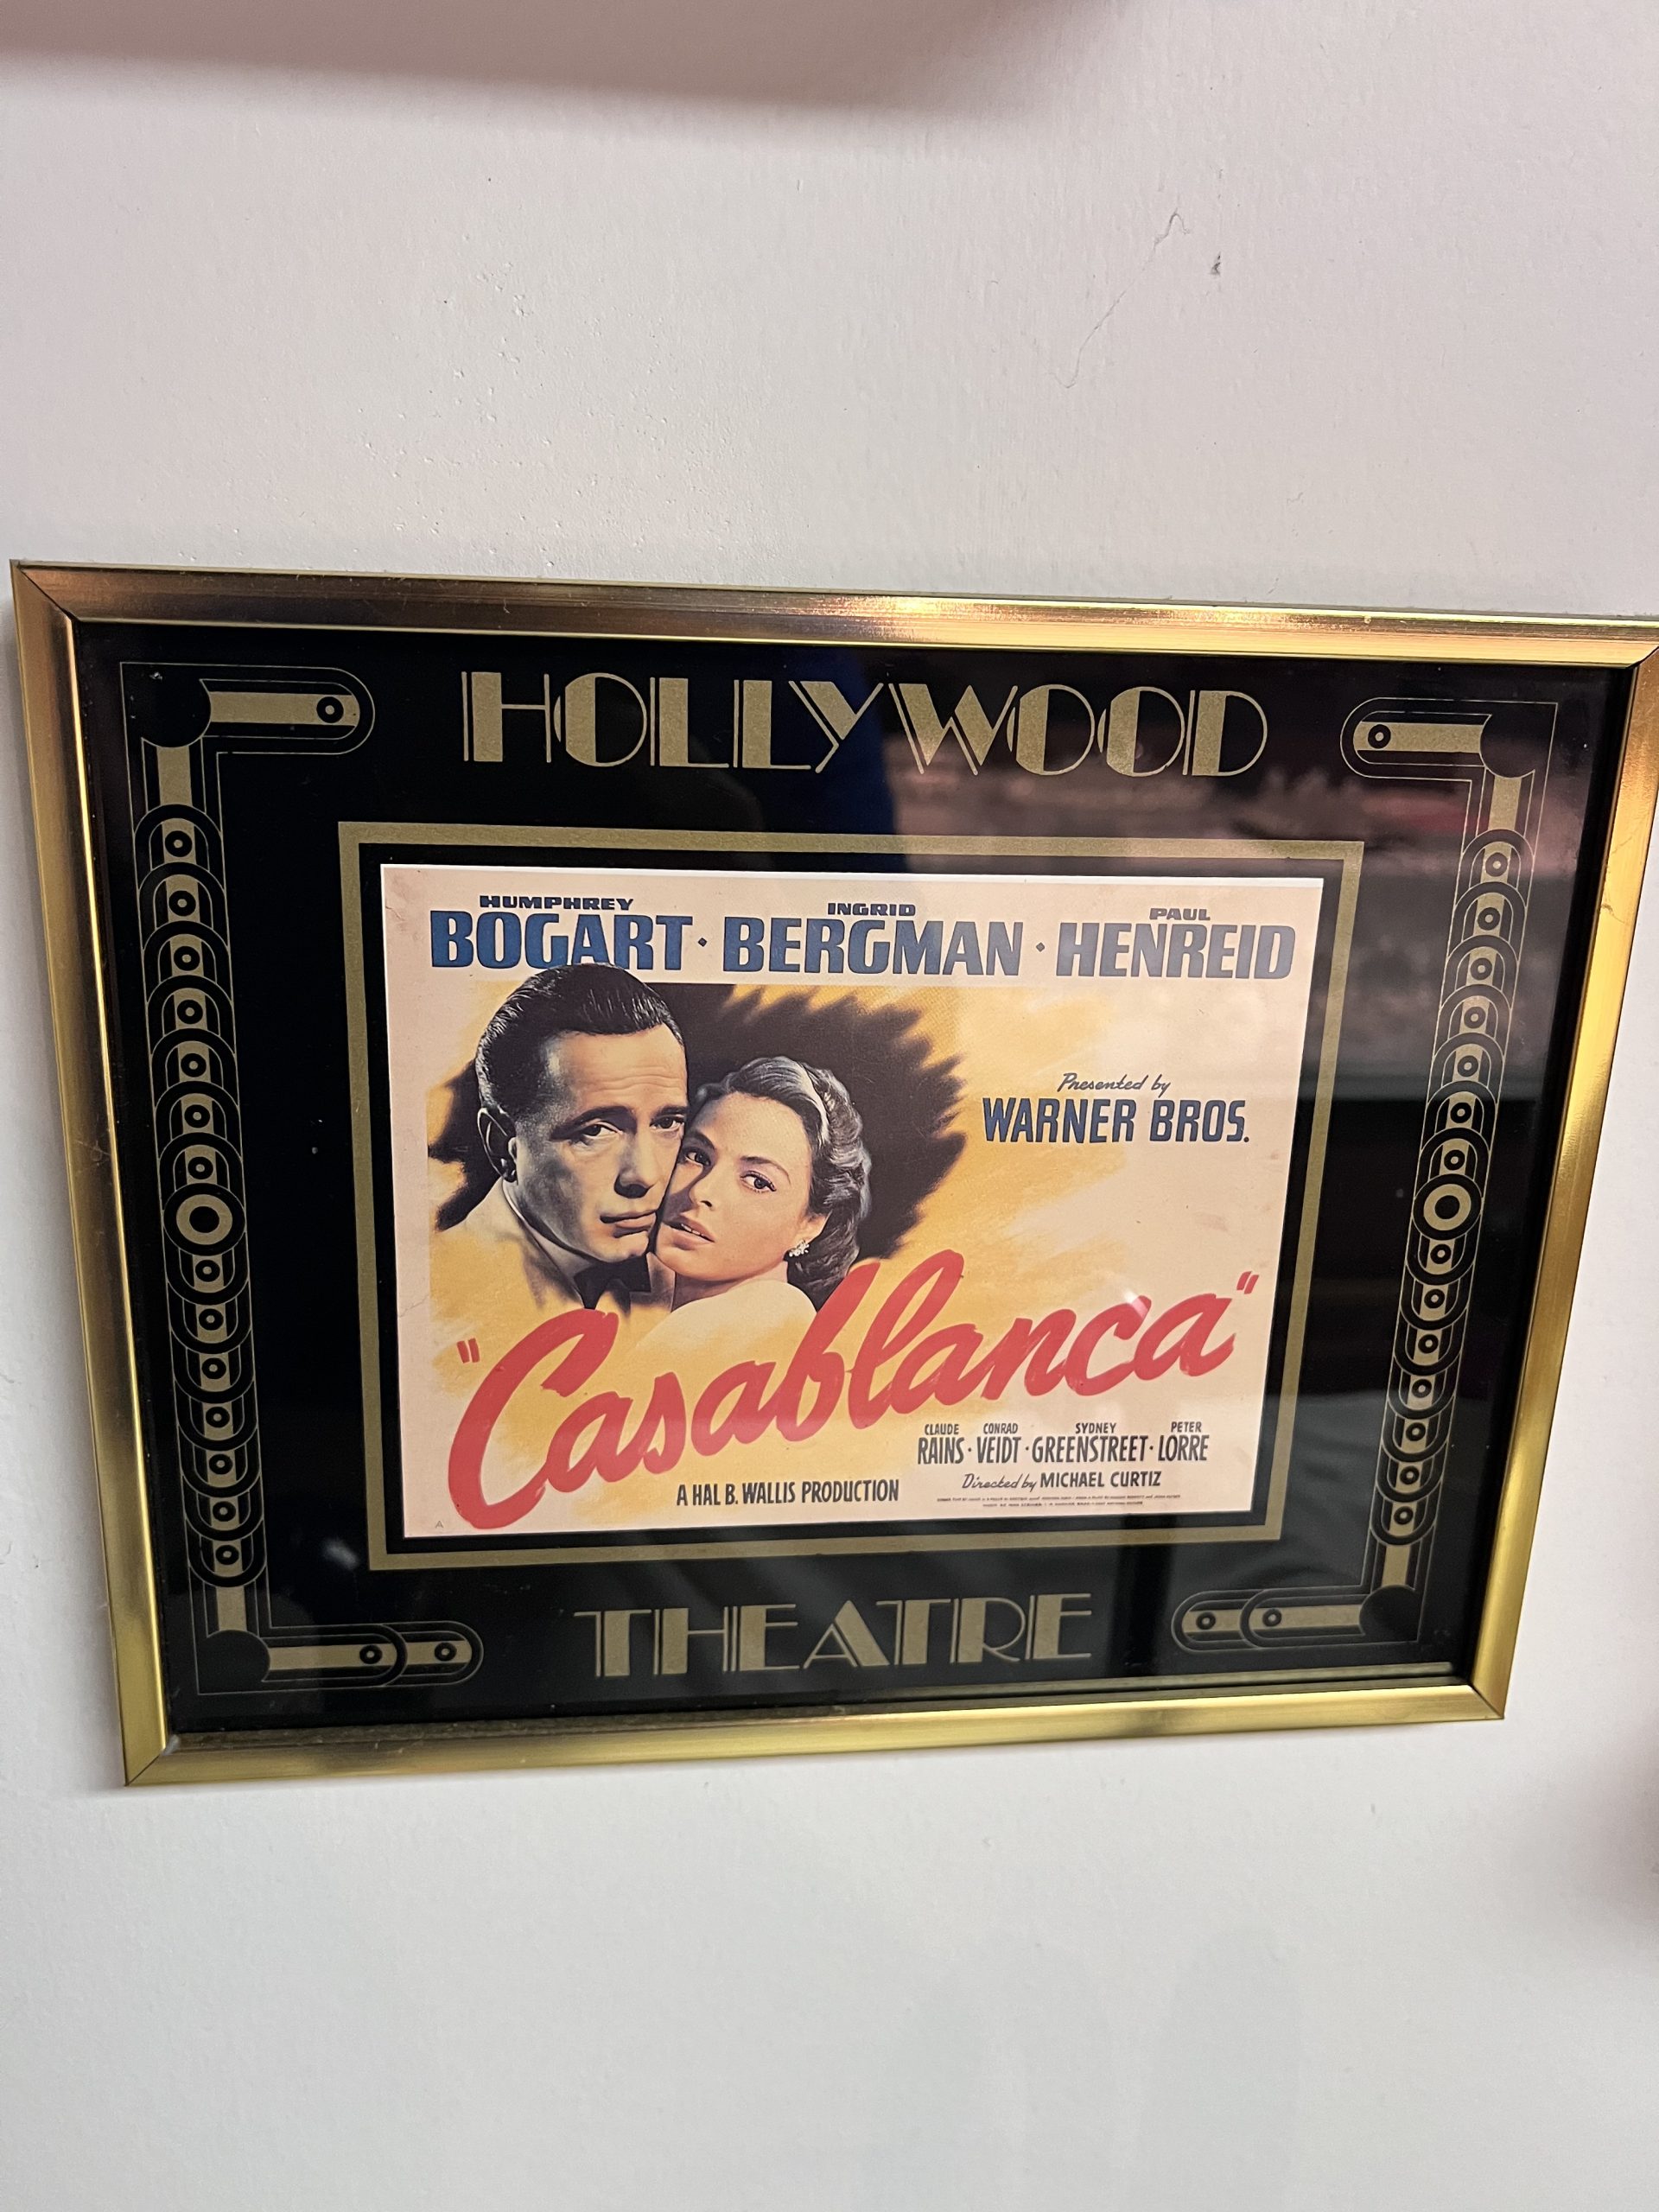 HOLLYWOOD
HUMPHREY INGRID PAUL
BOGART · BERGMAN · HENREID
Presented by
WARNER BROS.
"Casablanca"
CLAUDE CONRAD SYDNEY PETER
RAINS · VEIDT · GREENSTREET · LORRE
A HAL B. WALLIS PRODUCTION
Directed by MICHAEL CURTIZ
A
THEATRE